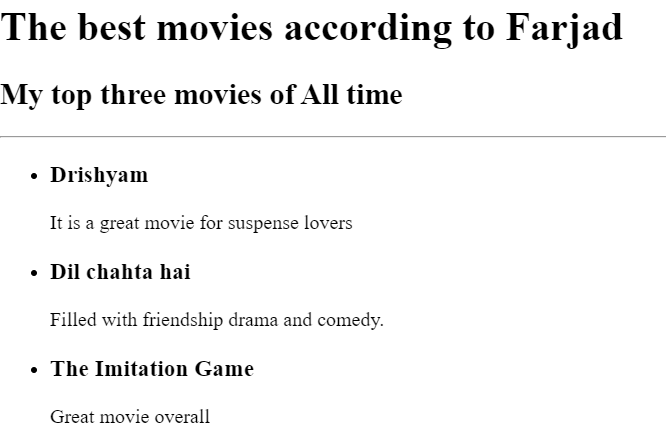 The best movies according to Farjad
My top three movies of All time
Drishyam
It is a great movie for suspense lovers
Dil chahta hai
Filled with friendship drama and comedy.
The Imitation Game
Great movie overall